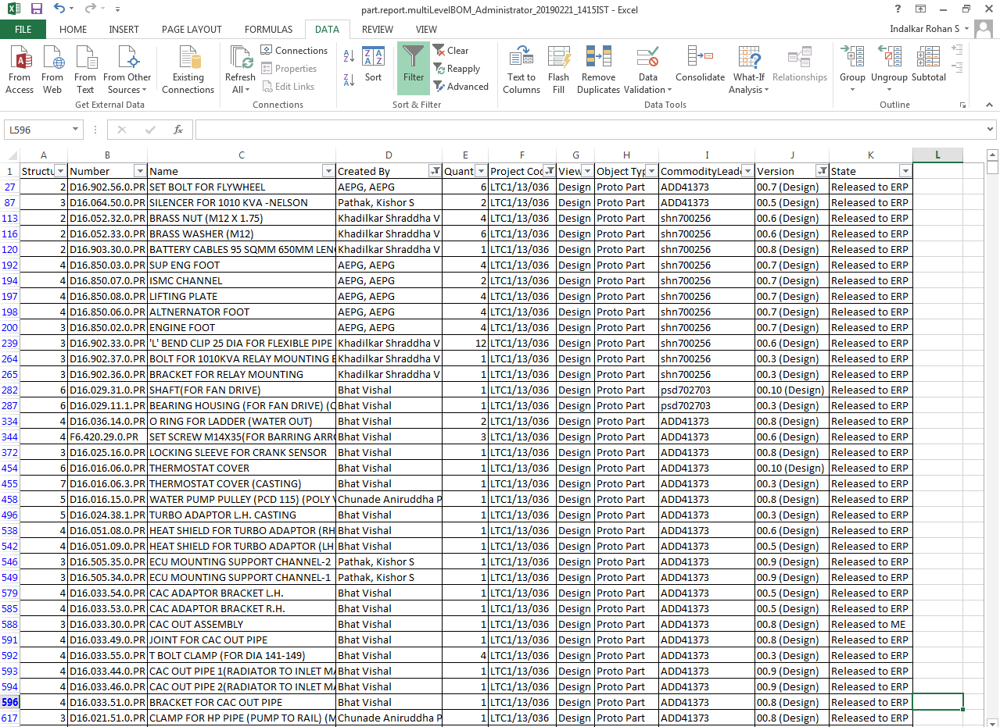 part.report.multiLevelBOM_Administrator_20190221_1415IST - Excel
FILE HOME INSERT PAGE LAYOUT FORMULAS DATA REVIEW VIEW Indalkar Rohan S
From Access From Web From Text From Other Sources Existing Connections Refresh All Connections Properties Edit Links Sort Filter Clear Reapply Advanced Text to Columns Flash Fill Remove Duplicates Data Validation Consolidate What-If Analysis Relationships Group Ungroup Subtotal
Get External Data Connections Sort & Filter Data Tools Outline
L596 fx
A B C D E F G H I J K L
1 Structu Number Name Created By Quant Project Cod View Object Typ CommodityLeade Version State
27 2 D16.902.56.0.PR SET BOLT FOR FLYWHEEL AEPG, AEPG 6 LTC1/13/036 Design Proto Part ADD41373 00.7 (Design) Released to ERP
87 3 D16.064.50.0.PR SILENCER FOR 1010 KVA -NELSON Pathak, Kishor S 2 LTC1/13/036 Design Proto Part ADD41373 00.5 (Design) Released to ERP
113 2 D16.052.32.0.PR BRASS NUT (M12 X 1.75) Khadilkar Shraddha V 4 LTC1/13/036 Design Proto Part shn700256 00.6 (Design) Released to ERP
116 2 D16.052.33.0.PR BRASS WASHER (M12) Khadilkar Shraddha V 6 LTC1/13/036 Design Proto Part shn700256 00.6 (Design) Released to ERP
120 2 D16.903.30.0.PR BATTERY CABLES 95 SQMM 650MM LEN Khadilkar Shraddha V 1 LTC1/13/036 Design Proto Part shn700256 00.8 (Design) Released to ERP
192 4 D16.850.03.0.PR SUP ENG FOOT AEPG, AEPG 4 LTC1/13/036 Design Proto Part shn700256 00.7 (Design) Released to ERP
194 4 D16.850.07.0.PR ISMC CHANNEL AEPG, AEPG 2 LTC1/13/036 Design Proto Part shn700256 00.7 (Design) Released to ERP
197 4 D16.850.08.0.PR LIFTING PLATE AEPG, AEPG 4 LTC1/13/036 Design Proto Part shn700256 00.7 (Design) Released to ERP
198 4 D16.850.06.0.PR ALTNERNATOR FOOT AEPG, AEPG 4 LTC1/13/036 Design Proto Part shn700256 00.7 (Design) Released to ERP
200 3 D16.850.02.0.PR ENGINE FOOT AEPG, AEPG 4 LTC1/13/036 Design Proto Part shn700256 00.7 (Design) Released to ERP
239 3 D16.902.33.0.PR 'L' BEND CLIP 25 DIA FOR FLEXIBLE PIPE Khadilkar Shraddha V 12 LTC1/13/036 Design Proto Part shn700256 00.6 (Design) Released to ERP
264 3 D16.902.37.0.PR BOLT FOR 1010KVA RELAY MOUNTING B Khadilkar Shraddha V 1 LTC1/13/036 Design Proto Part shn700256 00.3 (Design) Released to ERP
265 3 D16.902.36.0.PR BRACKET FOR RELAY MOUNTING Khadilkar Shraddha V 1 LTC1/13/036 Design Proto Part shn700256 00.3 (Design) Released to ERP
282 6 D16.029.31.0.PR SHAFT(FOR FAN DRIVE) Bhat Vishal 1 LTC1/13/036 Design Proto Part psd702703 00.10 (Design) Released to ERP
287 6 D16.029.11.1.PR BEARING HOUSING (FOR FAN DRIVE) (C Bhat Vishal 1 LTC1/13/036 Design Proto Part psd702703 00.3 (Design) Released to ERP
334 4 D16.036.14.0.PR O RING FOR LADDER (WATER OUT) Bhat Vishal 2 LTC1/13/036 Design Proto Part ADD41373 00.8 (Design) Released to ERP
344 4 F6.420.29.0.PR SET SCREW M14X35(FOR BARRING ARR Bhat Vishal 3 LTC1/13/036 Design Proto Part ADD41373 00.6 (Design) Released to ERP
372 3 D16.025.16.0.PR LOCKING SLEEVE FOR CRANK SENSOR Bhat Vishal 1 LTC1/13/036 Design Proto Part ADD41373 00.8 (Design) Released to ERP
454 6 D16.016.06.0.PR THERMOSTAT COVER Bhat Vishal 1 LTC1/13/036 Design Proto Part ADD41373 00.10 (Design) Released to ERP
455 7 D16.016.06.3.PR THERMOSTAT COVER (CASTING) Bhat Vishal 1 LTC1/13/036 Design Proto Part ADD41373 00.3 (Design) Released to ERP
458 5 D16.016.15.0.PR WATER PUMP PULLEY (PCD 115) (POLY V Chunade Aniruddha P 1 LTC1/13/036 Design Proto Part ADD41373 00.8 (Design) Released to ERP
496 5 D16.024.38.1.PR TURBO ADAPTOR L.H. CASTING Bhat Vishal 1 LTC1/13/036 Design Proto Part ADD41373 00.3 (Design) Released to ERP
538 4 D16.051.08.0.PR HEAT SHIELD FOR TURBO ADAPTOR (RH Bhat Vishal 1 LTC1/13/036 Design Proto Part ADD41373 00.6 (Design) Released to ERP
542 4 D16.051.09.0.PR HEAT SHIELD FOR TURBO ADAPTOR (LH Bhat Vishal 1 LTC1/13/036 Design Proto Part ADD41373 00.5 (Design) Released to ERP
546 3 D16.505.35.0.PR ECU MOUNTING SUPPORT CHANNEL-2 Pathak, Kishor S 1 LTC1/13/036 Design Proto Part ADD41373 00.9 (Design) Released to ERP
549 3 D16.505.34.0.PR ECU MOUNTING SUPPORT CHANNEL-1 Pathak, Kishor S 1 LTC1/13/036 Design Proto Part ADD41373 00.9 (Design) Released to ERP
579 4 D16.033.54.0.PR CAC ADAPTOR BRACKET L.H. Bhat Vishal 1 LTC1/13/036 Design Proto Part ADD41373 00.5 (Design) Released to ERP
585 4 D16.033.53.0.PR CAC ADAPTOR BRACKET R.H. Bhat Vishal 1 LTC1/13/036 Design Proto Part ADD41373 00.5 (Design) Released to ERP
588 3 D16.033.30.0.PR CAC OUT ASSEMBLY Bhat Vishal 1 LTC1/13/036 Design Proto Part ADD41373 00.8 (Design) Released to ME
591 4 D16.033.49.0.PR JOINT FOR CAC OUT PIPE Bhat Vishal 1 LTC1/13/036 Design Proto Part ADD41373 00.8 (Design) Released to ERP
592 4 D16.033.55.0.PR T BOLT CLAMP (FOR DIA 141-149) Bhat Vishal 4 LTC1/13/036 Design Proto Part ADD41373 00.3 (Design) Released to ERP
593 4 D16.033.44.0.PR CAC OUT PIPE 1(RADIATOR TO INLET MA Bhat Vishal 1 LTC1/13/036 Design Proto Part ADD41373 00.9 (Design) Released to ERP
594 4 D16.033.46.0.PR CAC OUT PIPE 2(RADIATOR TO INLET MA Bhat Vishal 1 LTC1/13/036 Design Proto Part ADD41373 00.9 (Design) Released to ERP
596 4 D16.033.51.0.PR BRACKET FOR CAC OUT PIPE Bhat Vishal 1 LTC1/13/036 Design Proto Part ADD41373 00.8 (Design) Released to ERP
617 3 D16.021.51.0.PR CLAMP FOR HP PIPE (PUMP TO RAIL) (M Chunade Aniruddha P 1 LTC1/13/036 Design Proto Part ADD41373 00.8 (Design) Released to ERP